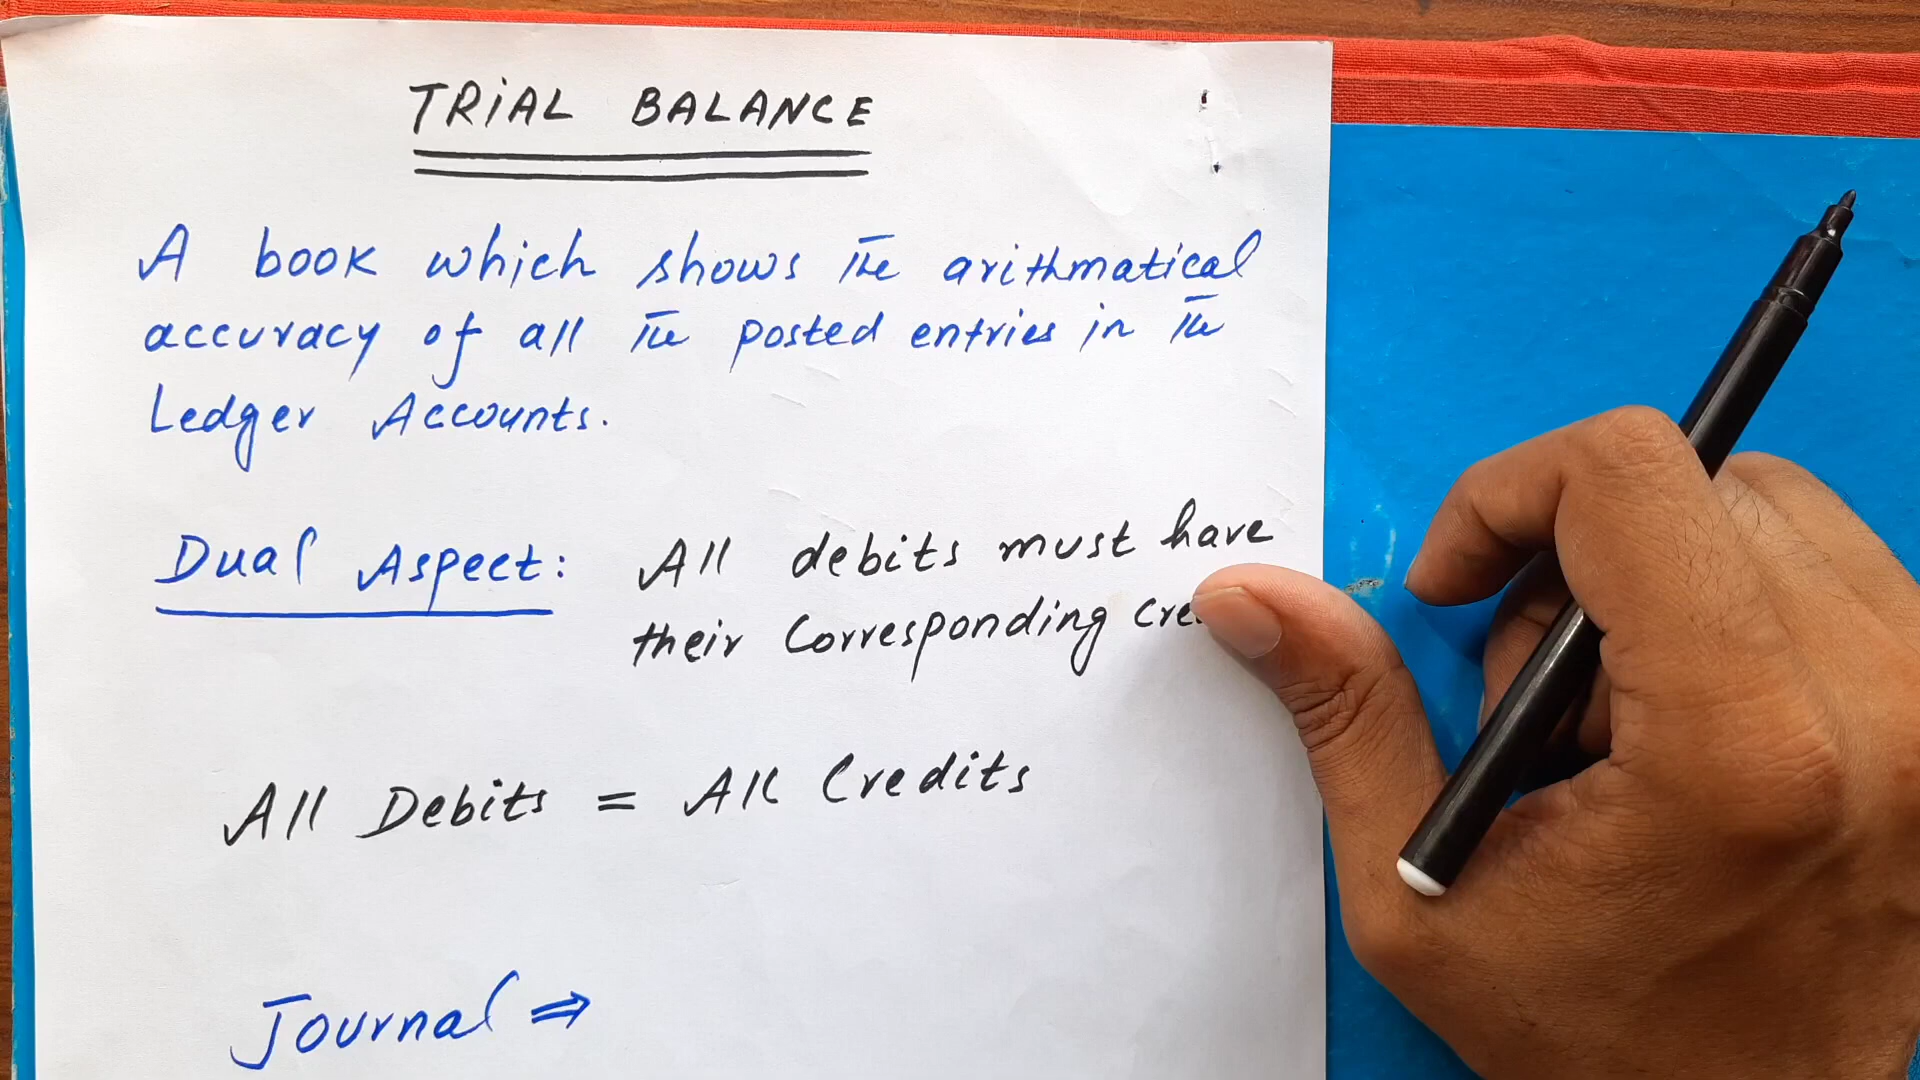 TRIAL BALANCE
A book which shows the arithmatical
accuracy of all the posted entries in the
Ledger Accounts.
Dual Aspect: All debits must have
their Corresponding
All Debits = All Credits
Journal ⇒